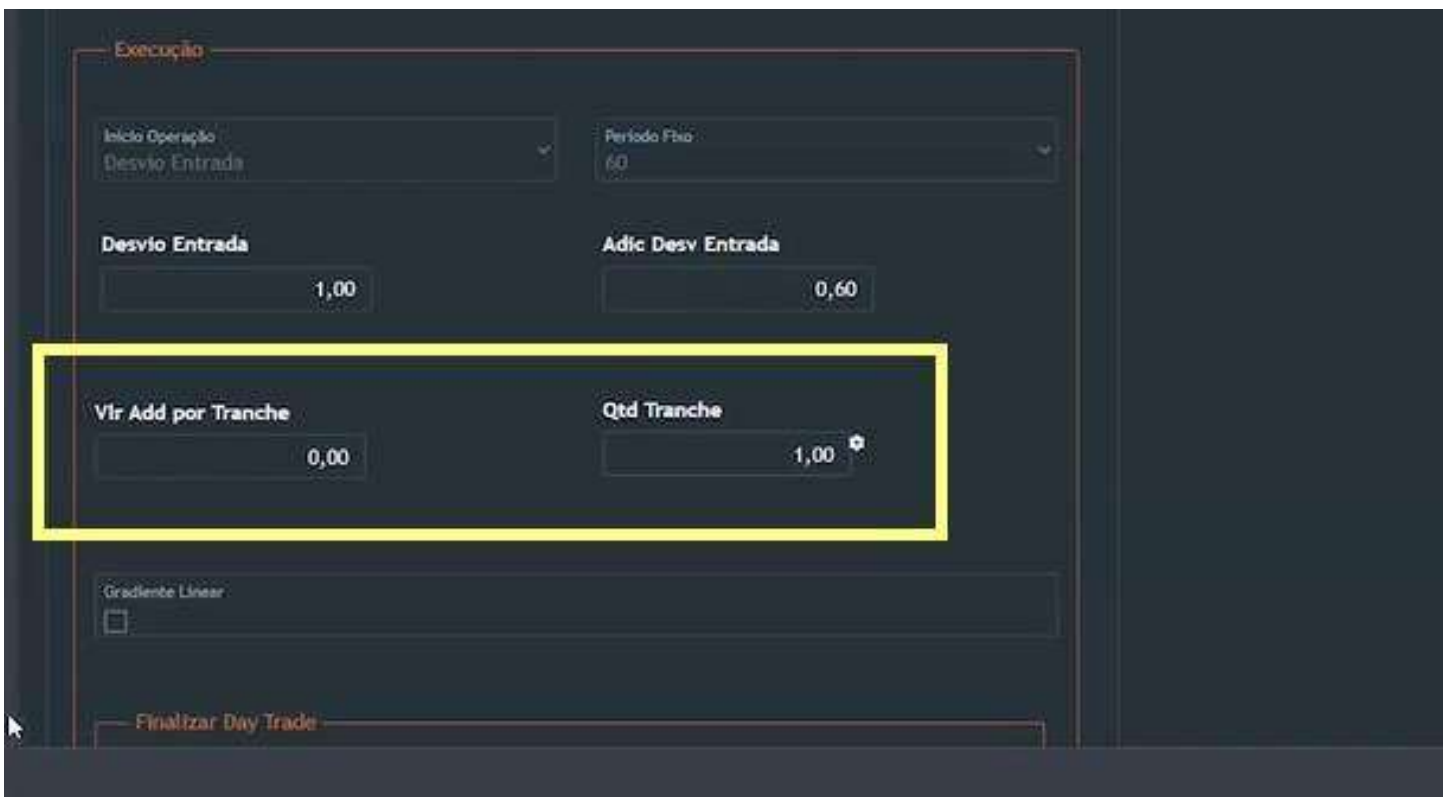 Execução
Início Operação
Desvio Entrada
Período Fixo
60
Desvio Entrada
1,00
Adic Desv Entrada
0,60
Vlr Add por Tranche
0,00
Qtd Tranche
1,00
Gradiente Linear
Finalizar Day Trade